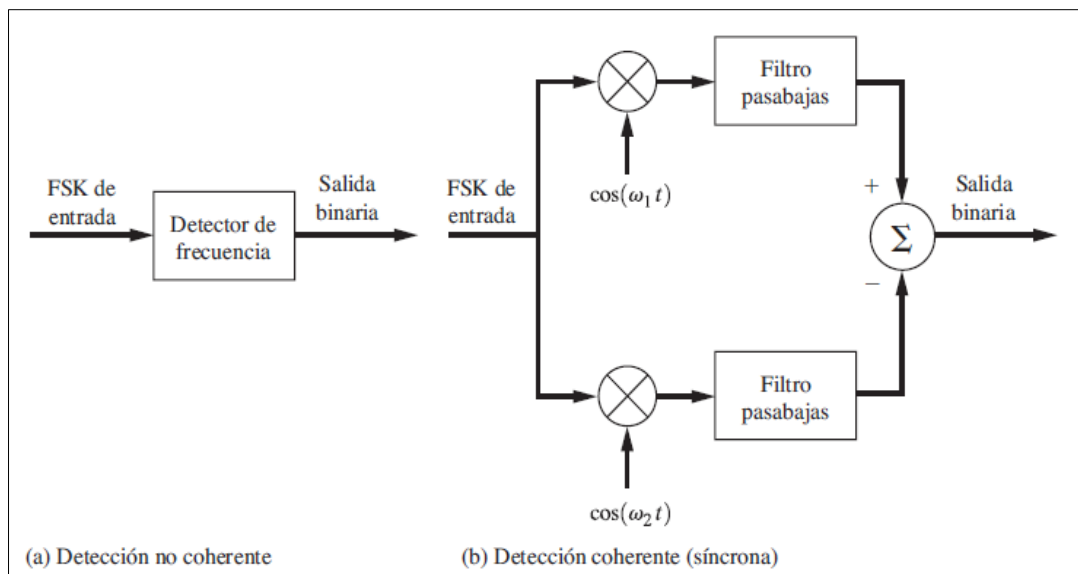 FSK de
entrada
Detector de
frecuencia
Salida
binaria
(a) Detección no coherente
FSK de
entrada
cos(ω₁t)
Filtro
pasabajas
cos(ω₂t)
Filtro
pasabajas
+
Σ
−
Salida
binaria
(b) Detección coherente (síncrona)